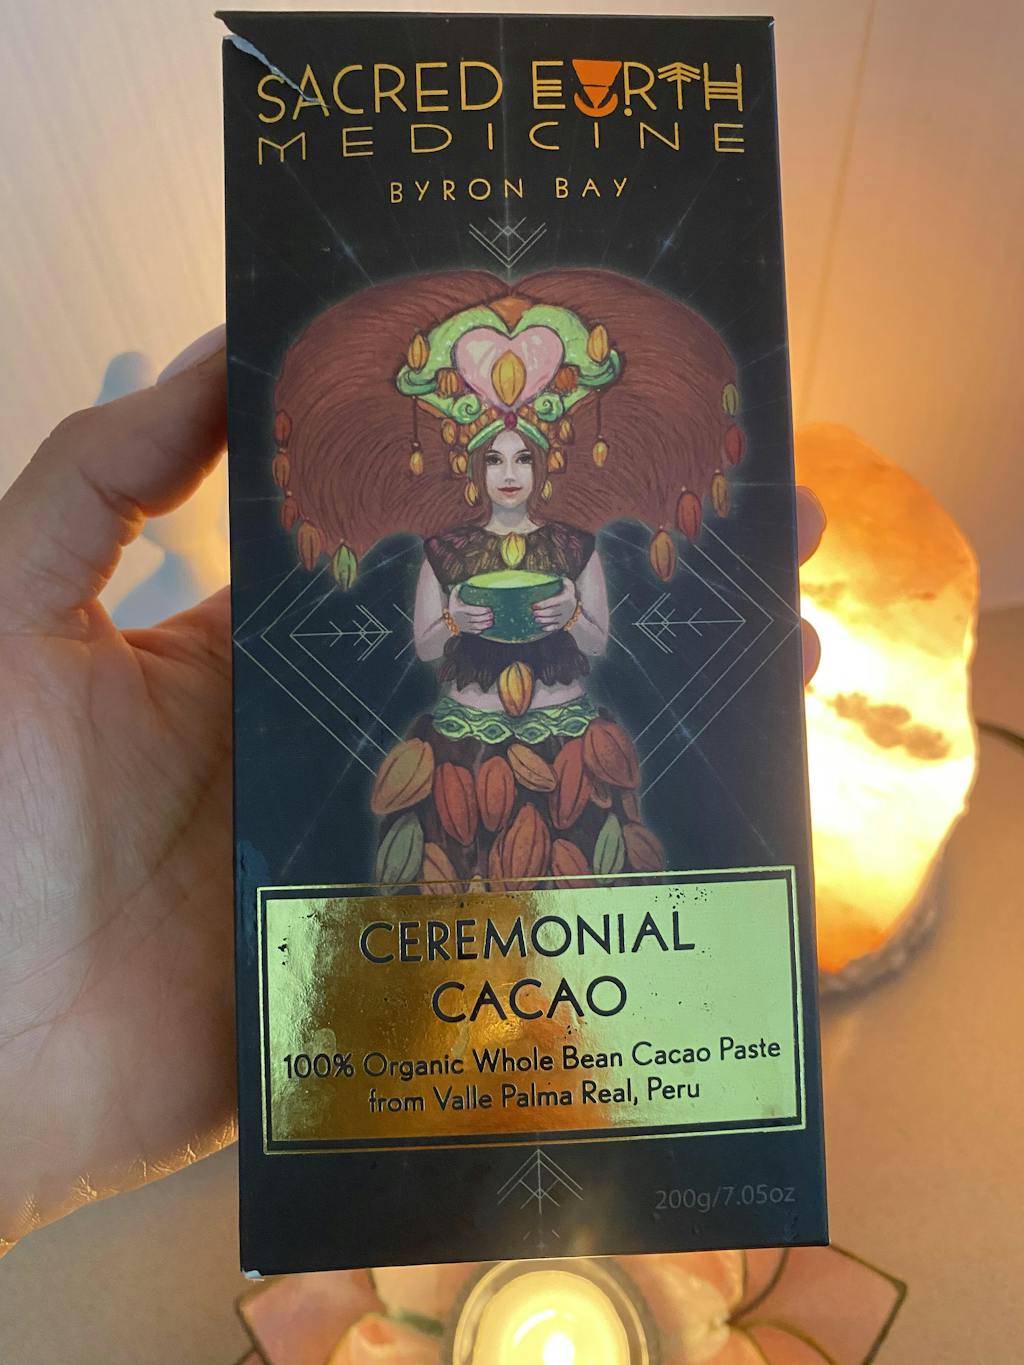 SACRED EARTH
MEDICINE
BYRON BAY
CEREMONIAL
CACAO
100% Organic Whole Bean Cacao Paste
from Valle Palma Real, Peru
200g/7.05oz